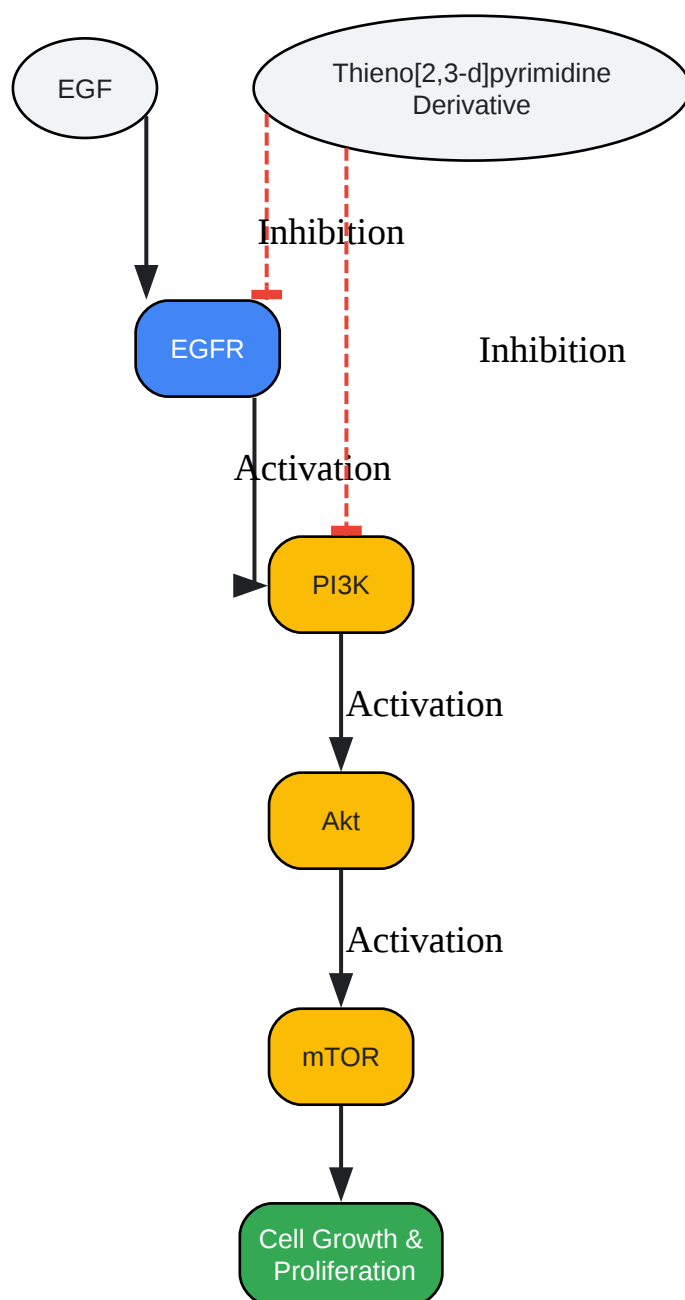 EGF
Thieno[2,3-d]pyrimidine
Derivative
Inhibition
EGFR
Inhibition
Activation
PI3K
Activation
Akt
Activation
mTOR
Cell Growth &
Proliferation